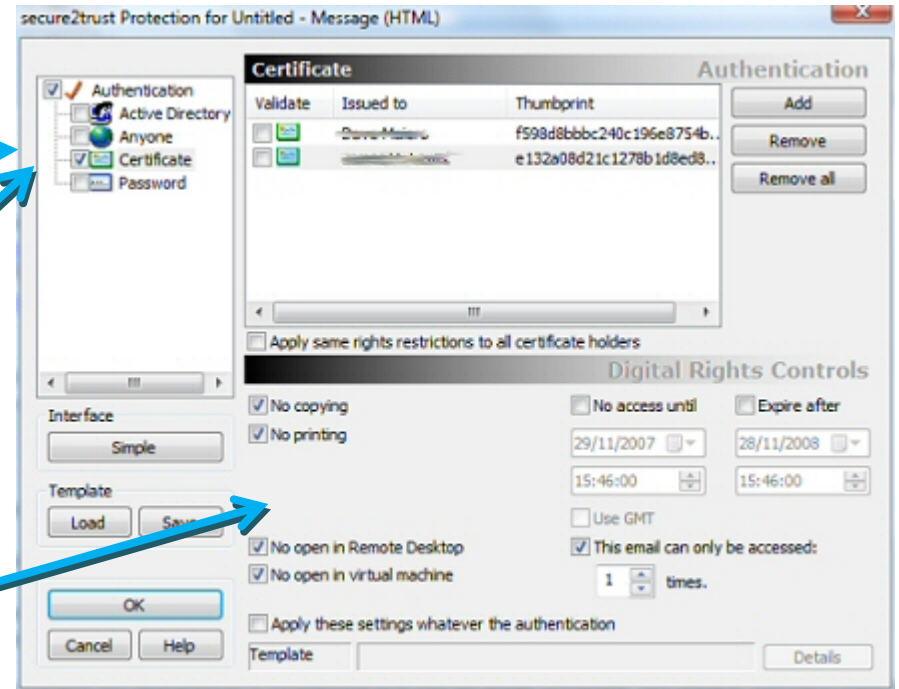 secure2trust Protection for Untitled - Message (HTML)
Authentication
Active Directory
Anyone
Certificate
Password
Certificate Authentication
Validate Issued to Thumbprint
f598d8bbbc240c196e8754b..
e132a08d21c1278b1d8ed8..
Add
Remove
Remove all
Apply same rights restrictions to all certificate holders
Digital Rights Controls
Interface
Simple
Template
Load Save
OK
Cancel Help
No copying
No printing
No open in Remote Desktop
No open in virtual machine
No access until Expire after
29/11/2007 28/11/2008
15:46:00 15:46:00
Use GMT
This email can only be accessed:
1 times.
Apply these settings whatever the authentication
Template Details